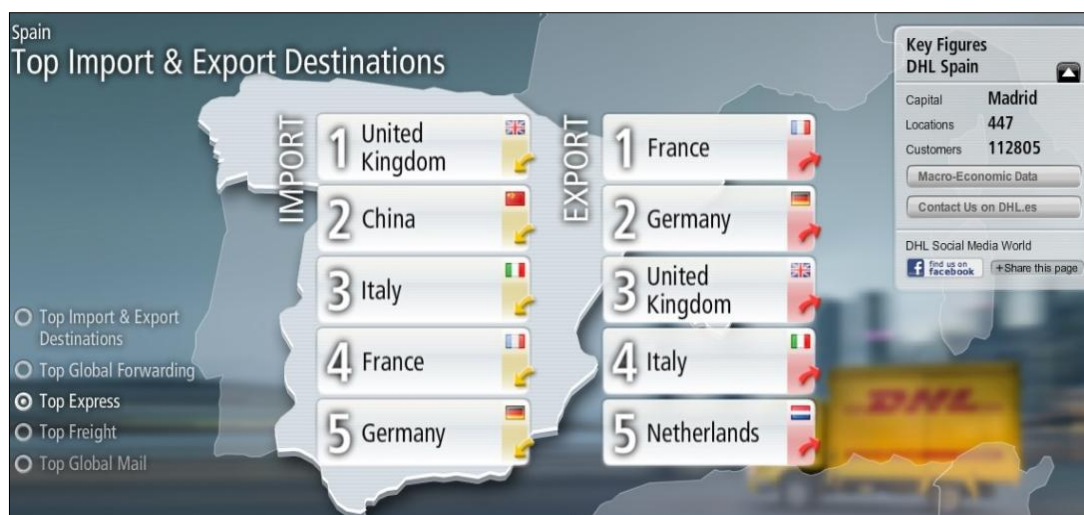 Spain
Top Import & Export Destinations
IMPORT
1 United
Kingdom
2 China
3 Italy
4 France
5 Germany
EXPORT
1 France
2 Germany
3 United
Kingdom
4 Italy
5 Netherlands
Top Import & Export
Destinations
Top Global Forwarding
Top Express
Top Freight
Top Global Mail
Key Figures
DHL Spain
Capital Madrid
Locations 447
Customers 112805
Macro-Economic Data
Contact Us on DHL.es
DHL Social Media World
f find us on
facebook
+Share this page
DHL